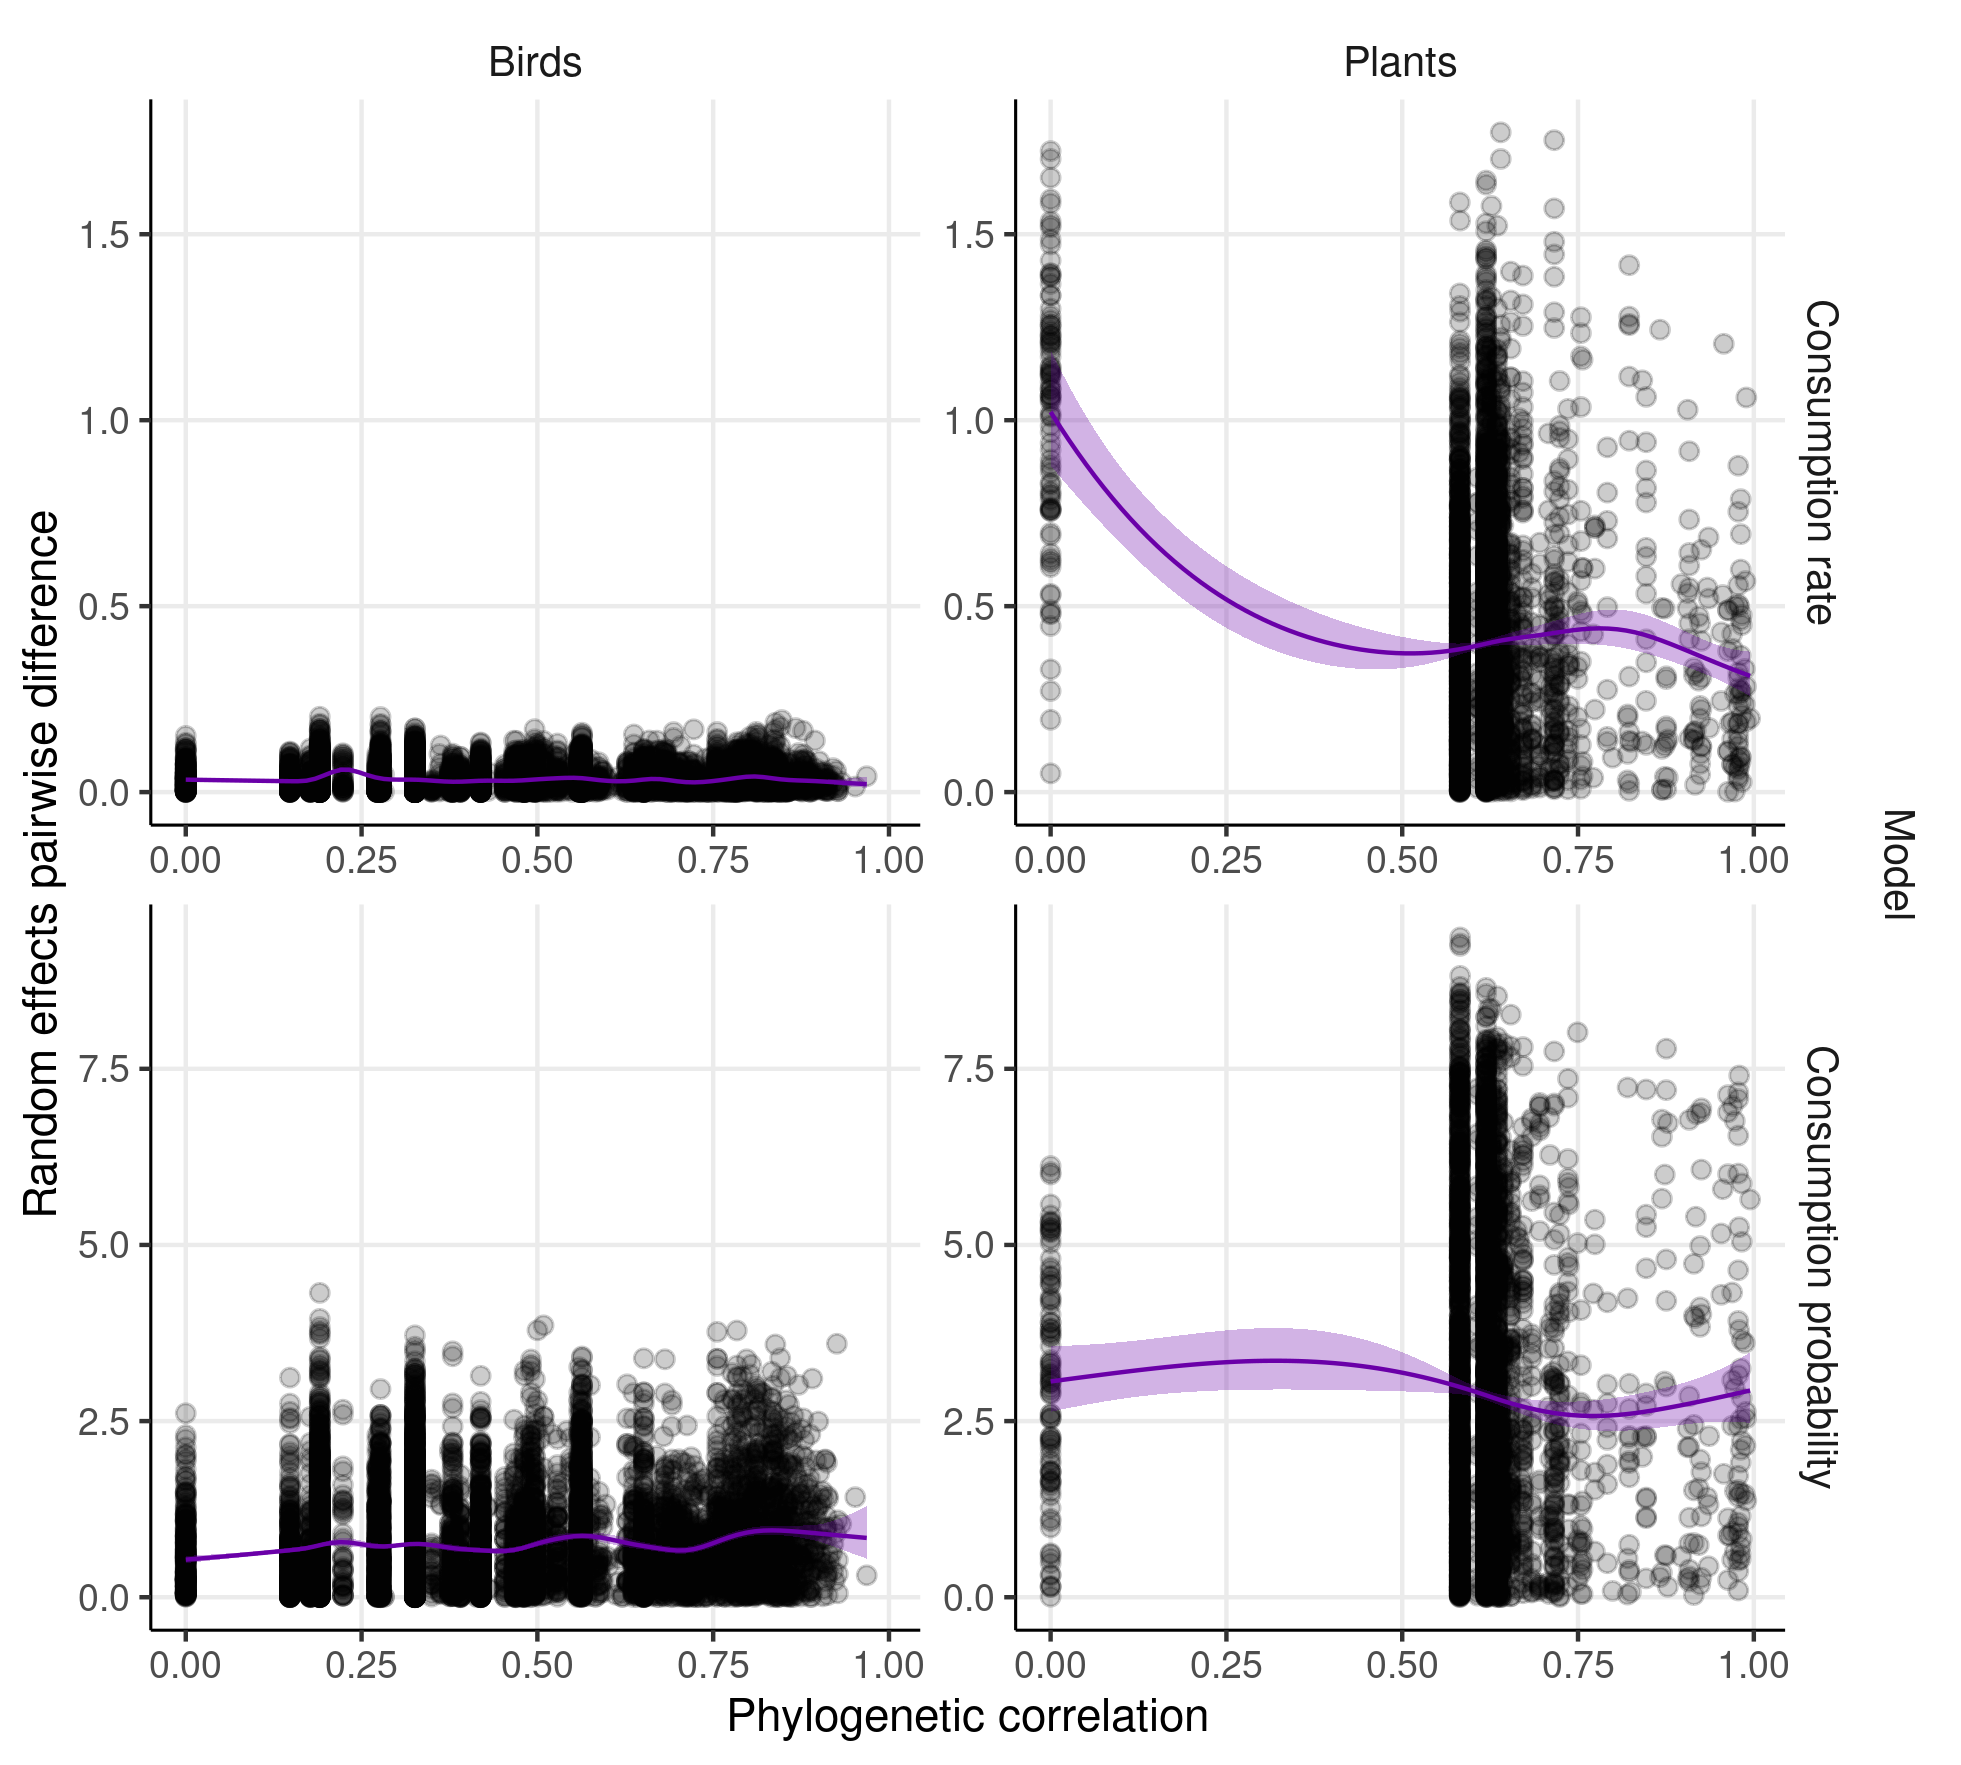 Birds
Plants
1.5
1.0
0.5
0.0
1.5
1.0
0.5
0.0
Consumption rate
0.00 0.25 0.50 0.75 1.00
0.00 0.25 0.50 0.75 1.00
Random effects pairwise difference
Model
7.5
5.0
2.5
0.0
7.5
5.0
2.5
0.0
Consumption probability
0.00 0.25 0.50 0.75 1.00
0.00 0.25 0.50 0.75 1.00
Phylogenetic correlation